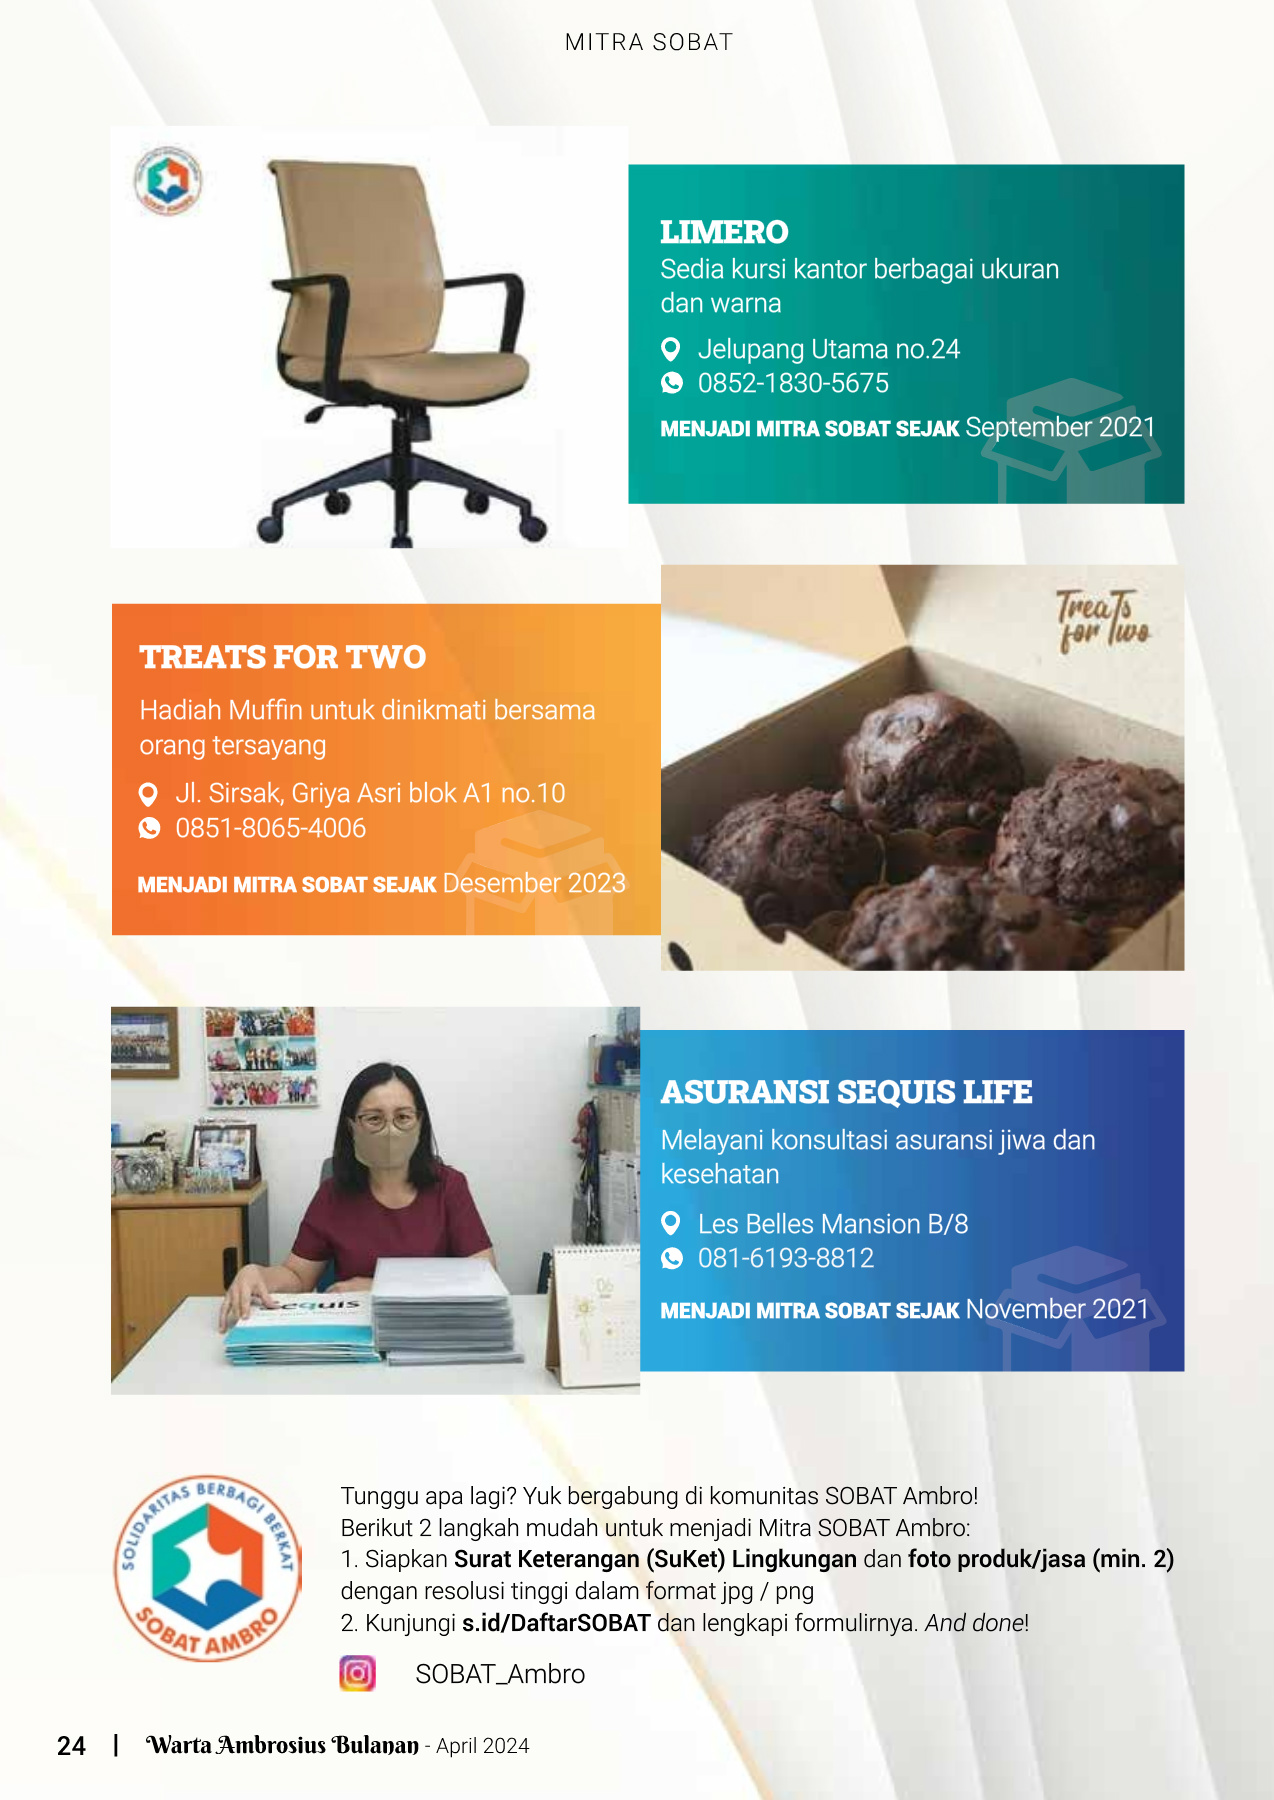 MITRA SOBAT
SOBAT AMBRO
LIMERO
Sedia kursi kantor berbagai ukuran
dan warna
Jelupang Utama no.24
0852-1830-5675
MENJADI MITRA SOBAT SEJAK September 2021
Treats
for Two
TREATS FOR TWO
Hadiah Muffin untuk dinikmati bersama
orang tersayang
Jl. Sirsak, Griya Asri blok A1 no.10
0851-8065-4006
MENJADI MITRA SOBAT SEJAK Desember 2023
06
ASURANSI SEQUIS LIFE
Melayani konsultasi asuransi jiwa dan
kesehatan
Les Belles Mansion B/8
081-6193-8812
MENJADI MITRA SOBAT SEJAK November 2021
SOLIDARITAS BERBAGI BERKAT
SOBAT AMBRO
Tunggu apa lagi? Yuk bergabung di komunitas SOBAT Ambro!
Berikut 2 langkah mudah untuk menjadi Mitra SOBAT Ambro:
1. Siapkan Surat Keterangan (SuKet) Lingkungan dan foto produk/jasa (min. 2)
dengan resolusi tinggi dalam format jpg / png
2. Kunjungi s.id/DaftarSOBAT dan lengkapi formulirnya. And done!
SOBAT_Ambro
24 | Warta Ambrosius Bulanan - April 2024